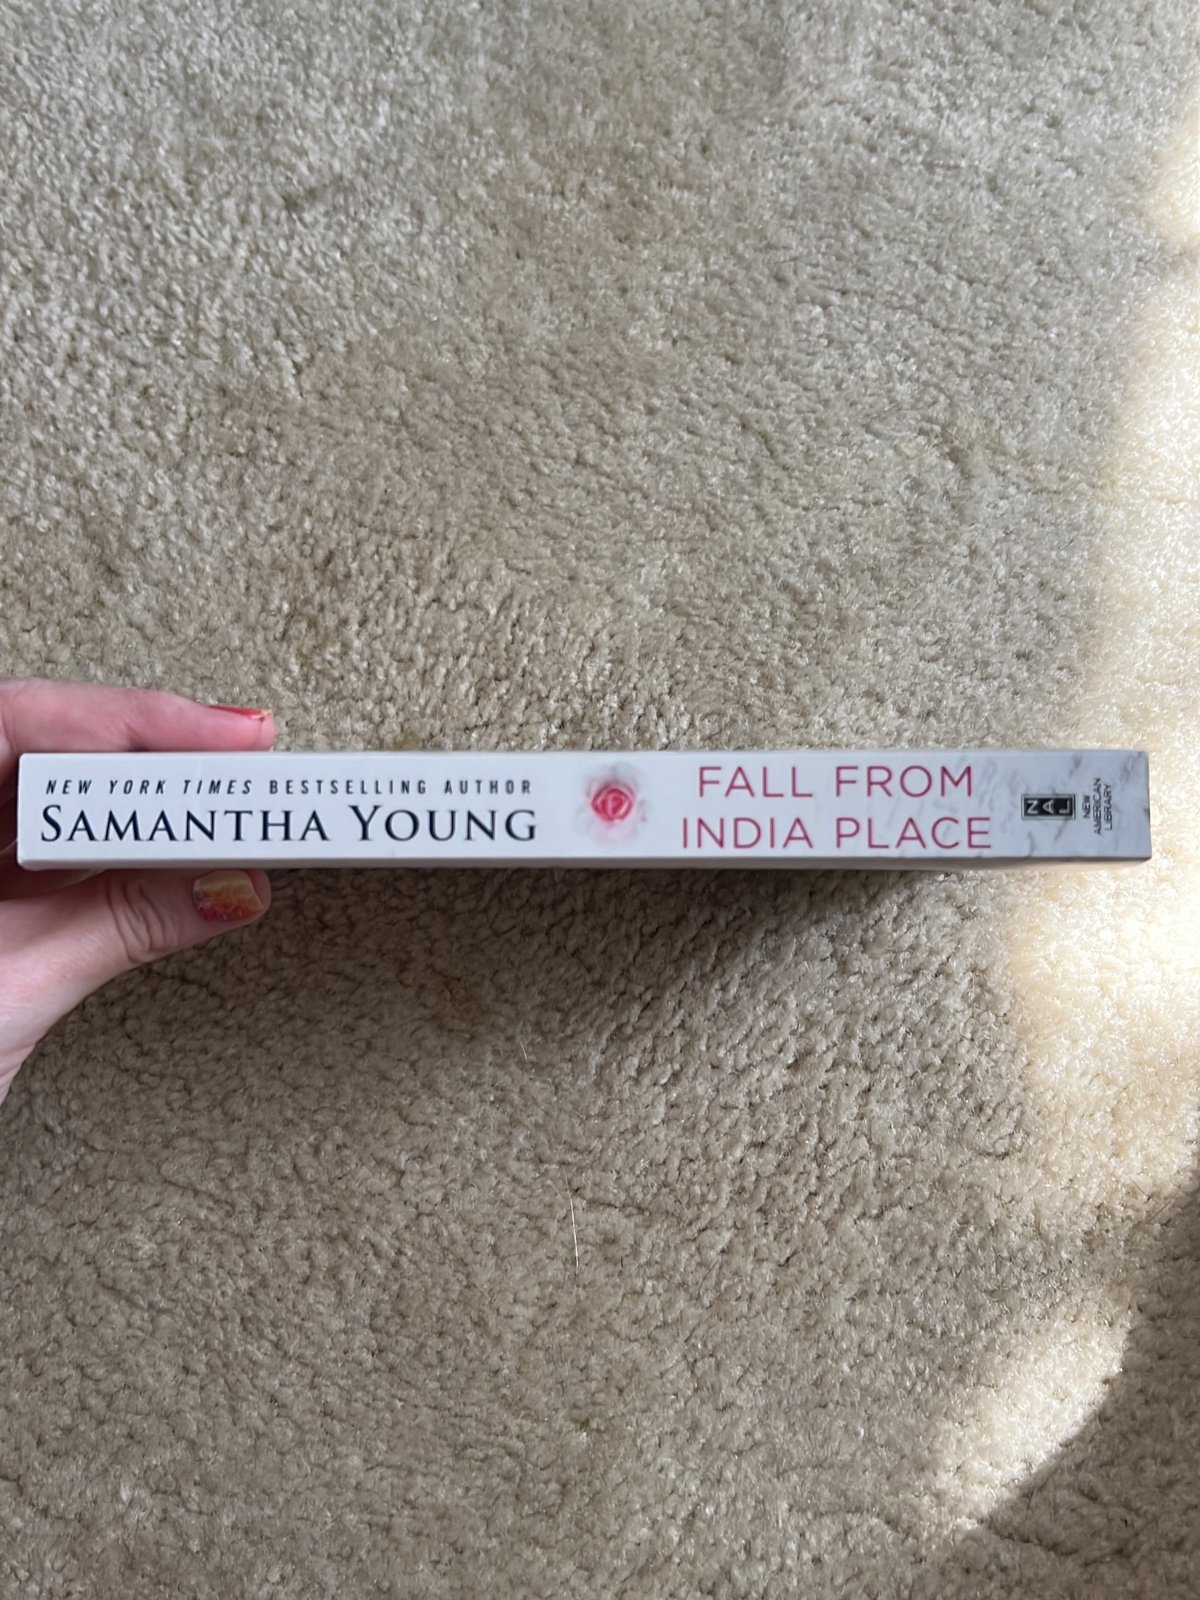 NEW YORK TIMES BESTSELLING AUTHOR
SAMANTHA YOUNG
FALL FROM
INDIA PLACE
NAL
NEW
AMERICAN
LIBRARY